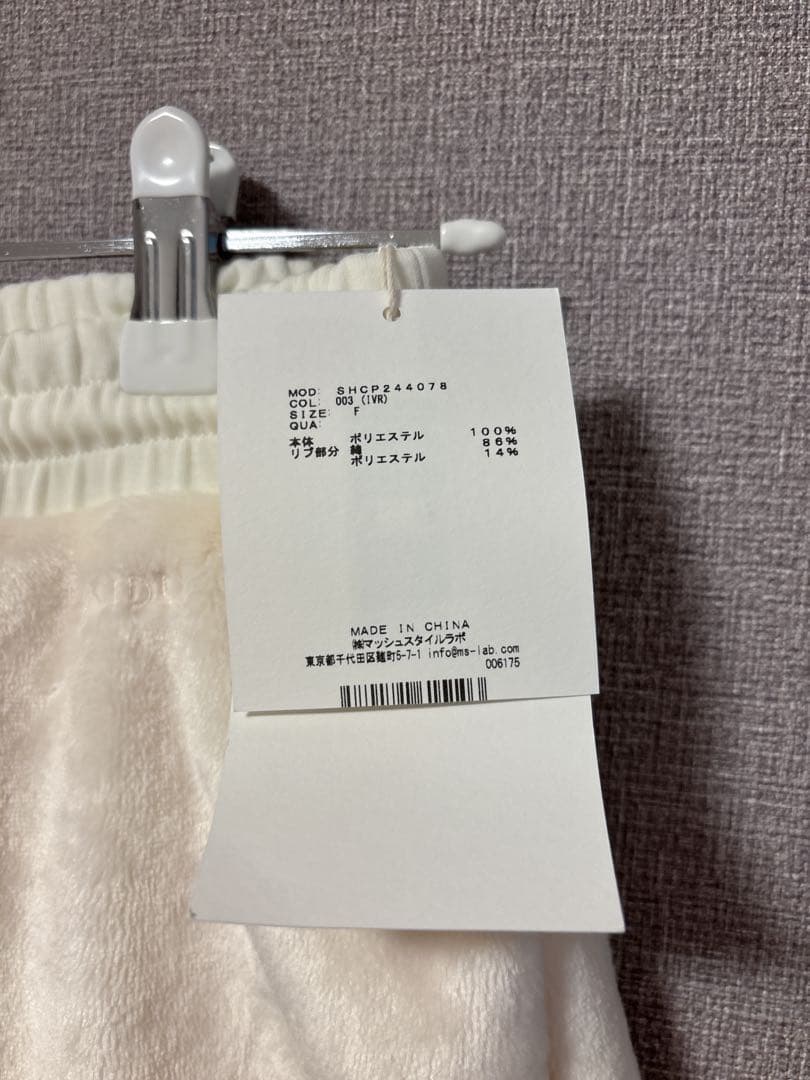 MOD: SHCP244078
COL: 003 (IVR)
SIZE: F
QUA:
本体 ポリエステル 100%
リブ部分 綿 86%
ポリエステル 14%
MADE IN CHINA
㈱マッシュスタイルラボ
東京都千代田区麹町5-7-1 info@ms-lab.com
006175